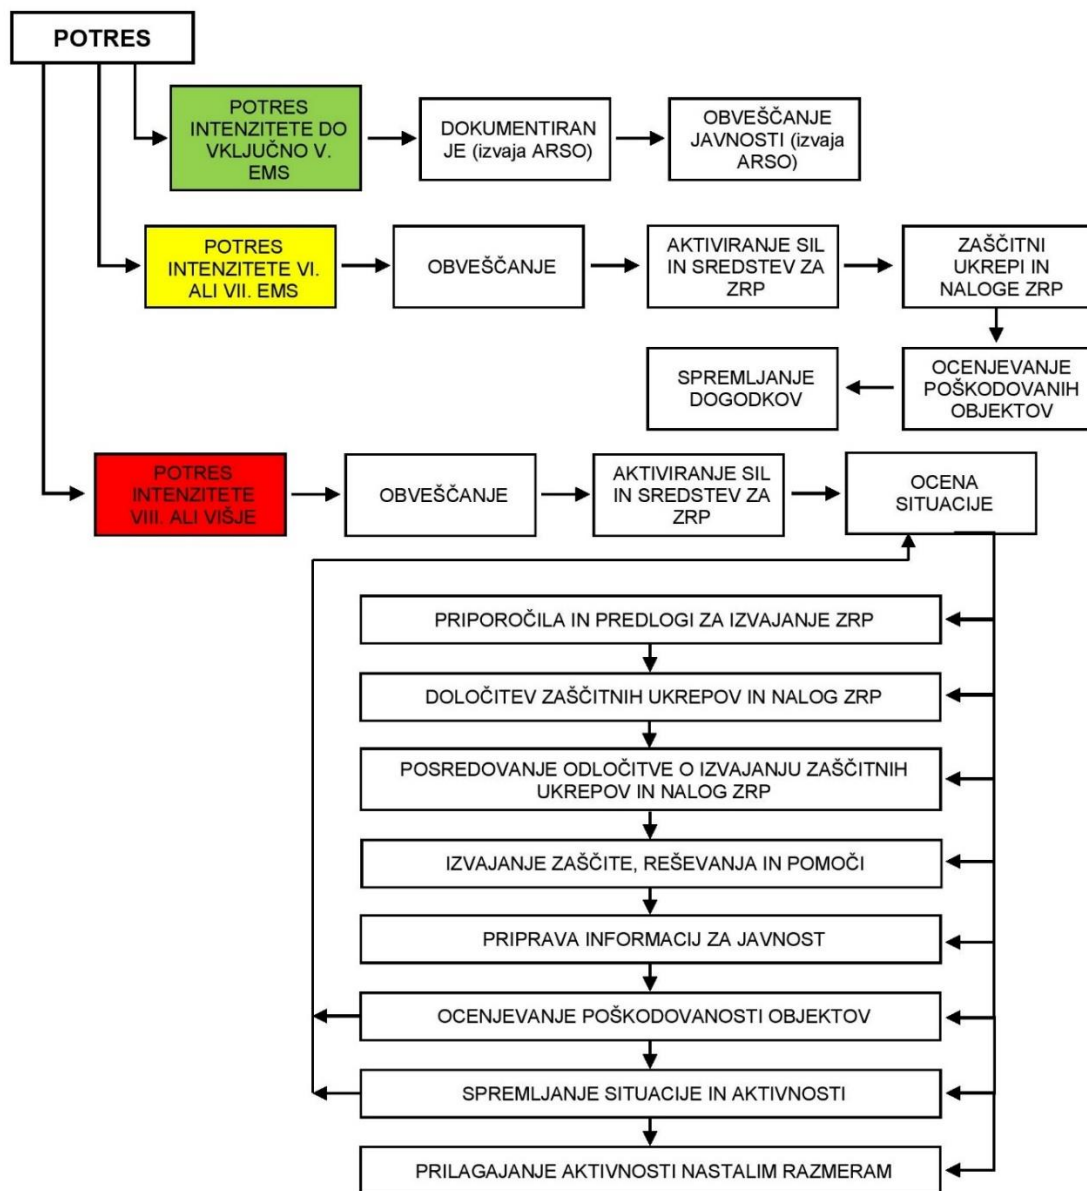 POTRES
POTRES
INTENZITETE DO
VKLJUČNO V.
EMS
DOKUMENTIRAN
JE (izvaja ARSO)
OBVEŠČANJE
JAVNOSTI (izvaja
ARSO)
POTRES
INTENZITETE VI.
ALI VII. EMS
OBVEŠČANJE
AKTIVIRANJE SIL
IN SREDSTEV ZA
ZRP
ZAŠČITNI
UKREPI IN
NALOGE ZRP
SPREMLJANJE
DOGODKOV
OCENJEVANJE
POŠKODOVANIH
OBJEKTOV
POTRES
INTENZITETE
VIII. ALI VIŠJE
OBVEŠČANJE
AKTIVIRANJE SIL
IN SREDSTEV ZA
ZRP
OCENA
SITUACIJE
PRIPOROČILA IN PREDLOGI ZA IZVAJANJE ZRP
DOLOČITEV ZAŠČITNIH UKREPOV IN NALOG ZRP
POSREDOVANJE ODLOČITVE O IZVAJANJU ZAŠČITNIH
UKREPOV IN NALOG ZRP
IZVAJANJE ZAŠČITE, REŠEVANJA IN POMOČI
PRIPRAVA INFORMACIJ ZA JAVNOST
OCENJEVANJE POŠKODOVANOSTI OBJEKTOV
SPREMLJANJE SITUACIJE IN AKTIVNOSTI
PRILAGAJANJE AKTIVNOSTI NASTALIM RAZMERAM